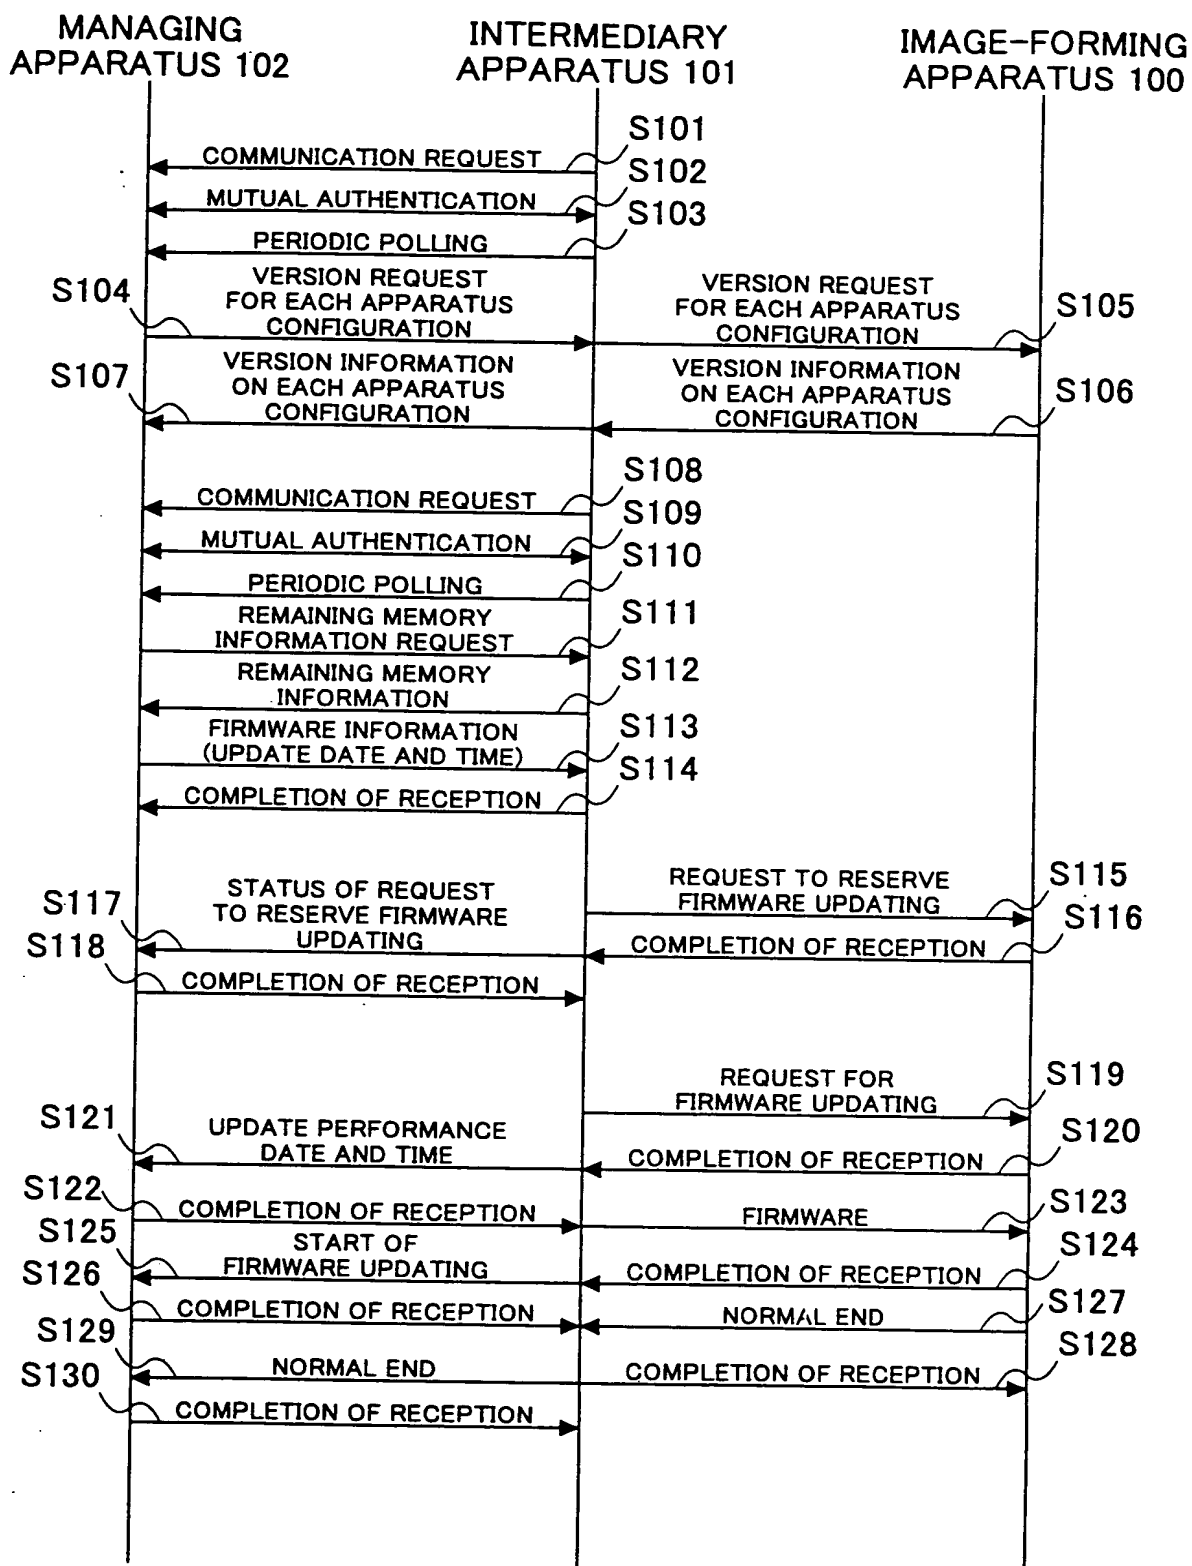 MANAGING
APPARATUS 102
INTERMEDIARY
APPARATUS 101
IMAGE-FORMING
APPARATUS 100
S101
COMMUNICATION REQUEST
S102
MUTUAL AUTHENTICATION
S103
PERIODIC POLLING
S104
VERSION REQUEST
FOR EACH APPARATUS
CONFIGURATION
VERSION REQUEST
FOR EACH APPARATUS
CONFIGURATION
S105
S107
VERSION INFORMATION
ON EACH APPARATUS
CONFIGURATION
VERSION INFORMATION
ON EACH APPARATUS
CONFIGURATION
S106
S108
COMMUNICATION REQUEST
S109
MUTUAL AUTHENTICATION
S110
PERIODIC POLLING
S111
REMAINING MEMORY
INFORMATION REQUEST
S112
REMAINING MEMORY
INFORMATION
S113
FIRMWARE INFORMATION
(UPDATE DATE AND TIME)
S114
COMPLETION OF RECEPTION
REQUEST TO RESERVE
FIRMWARE UPDATING
S115
S117
STATUS OF REQUEST
TO RESERVE FIRMWARE
UPDATING
COMPLETION OF RECEPTION
S116
S118
COMPLETION OF RECEPTION
REQUEST FOR
FIRMWARE UPDATING
S119
S121
UPDATE PERFORMANCE
DATE AND TIME
COMPLETION OF RECEPTION
S120
S122
COMPLETION OF RECEPTION
FIRMWARE
S123
S125
START OF
FIRMWARE UPDATING
COMPLETION OF RECEPTION
S124
S126
COMPLETION OF RECEPTION
NORMAL END
S127
S129
NORMAL END
COMPLETION OF RECEPTION
S128
S130
COMPLETION OF RECEPTION